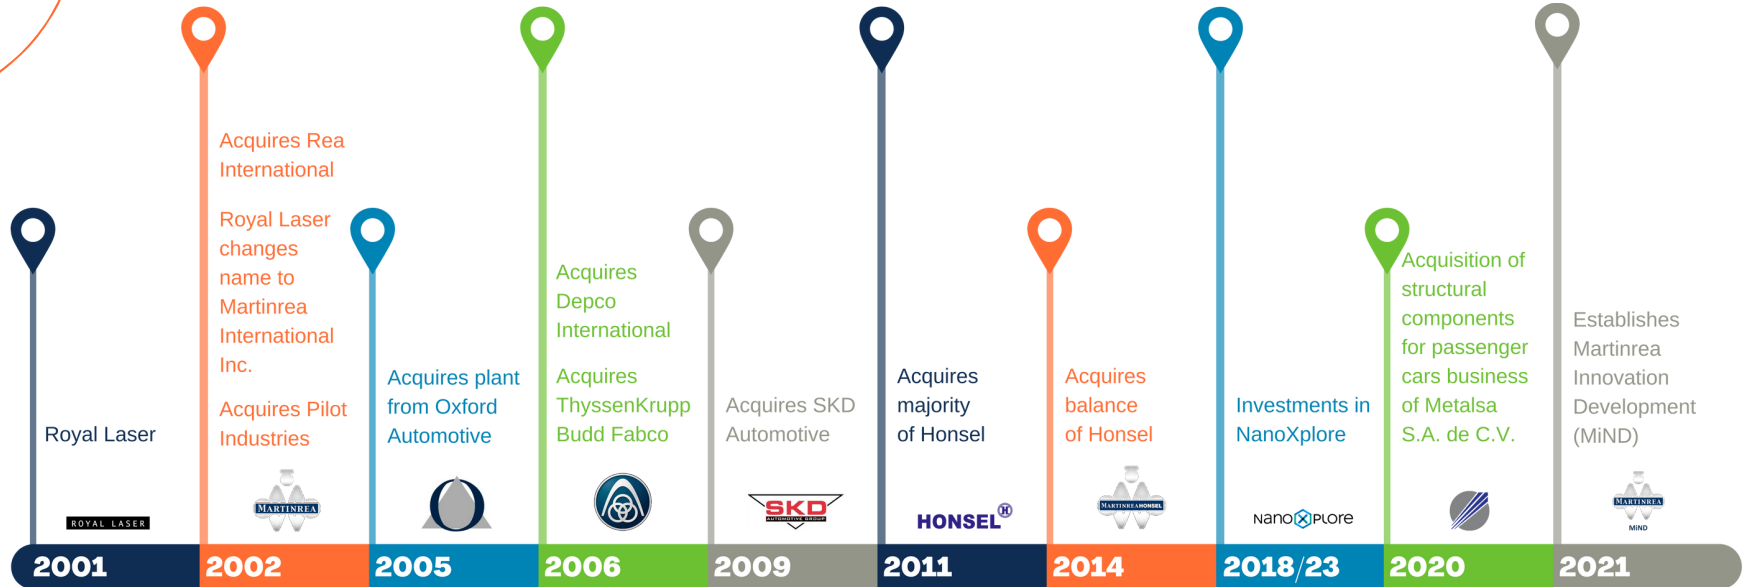 Royal Laser
ROYAL LASER
2001
Acquires Rea
International
Royal Laser
changes
name to
Martinrea
International
Inc.
Acquires Pilot
Industries
MARTINREA
2002
Acquires plant
from Oxford
Automotive
2005
Acquires
Depco
International
Acquires
ThyssenKrupp
Budd Fabco
2006
Acquires SKD
Automotive
SKD
AUTOMOTIVE GROUP
2009
Acquires
majority
of Honsel
HONSEL H
2011
Acquires
balance
of Honsel
MARTINREAHONSEL
2014
Investments in
NanoXplore
NANOXPLORE
2018/23
Acquisition of
structural
components
for passenger
cars business
of Metalsa
S.A. de C.V.
2020
Establishes
Martinrea
Innovation
Development
(MiND)
MARTINREA
MiND
2021